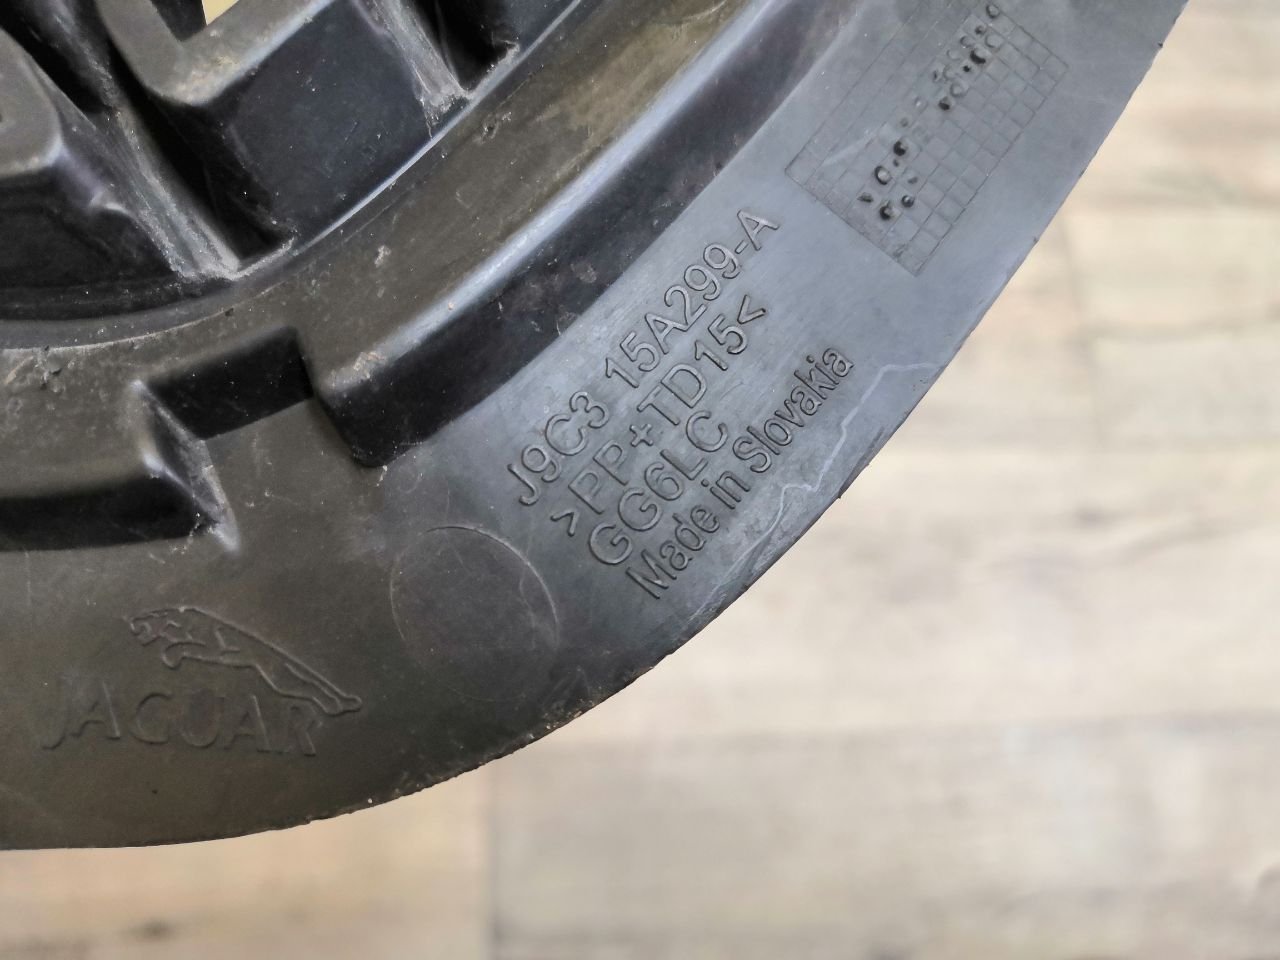 J9C3 15A299-A
>PP+TD15<
GG6LC
Made in Slovakia
JAGUAR